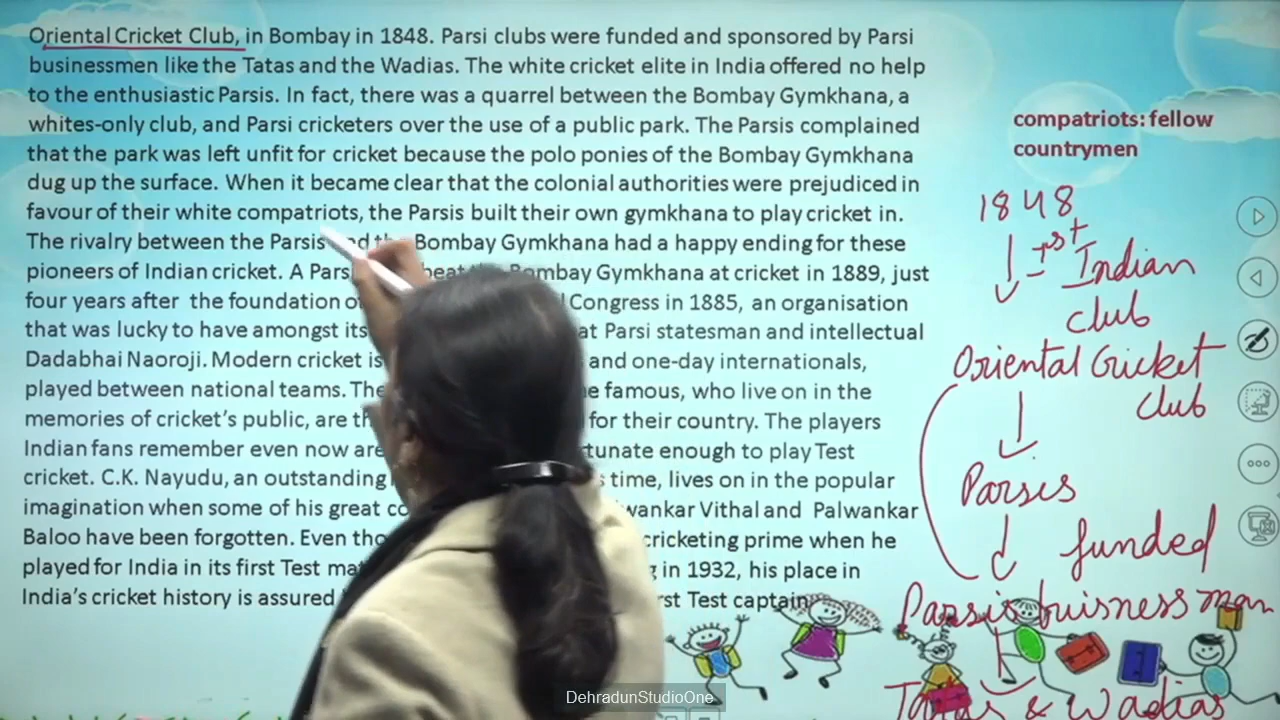 Oriental Cricket Club, in Bombay in 1848. Parsi clubs were funded and sponsored by Parsi
businessmen like the Tatas and the Wadias. The white cricket elite in India offered no help
to the enthusiastic Parsis. In fact, there was a quarrel between the Bombay Gymkhana, a
whites-only club, and Parsi cricketers over the use of a public park. The Parsis complained
that the park was left unfit for cricket because the polo ponies of the Bombay Gymkhana
dug up the surface. When it became clear that the colonial authorities were prejudiced in
favour of their white compatriots, the Parsis built their own gymkhana to play cricket in.
The rivalry between the Parsis and the Bombay Gymkhana had a happy ending for these
pioneers of Indian cricket. A Pars beat the Bombay Gymkhana at cricket in 1889, just
four years after the foundation o Congress in 1885, an organisation
that was lucky to have amongst its at Parsi statesman and intellectual
Dadabhai Naoroji. Modern cricket is and one-day internationals,
played between national teams. The famous, who live on in the
memories of cricket's public, are th for their country. The players
Indian fans remember even now are tunate enough to play Test
cricket. C.K. Nayudu, an outstanding time, lives on in the popular
imagination when some of his great co wankar Vithal and Palwankar
Baloo have been forgotten. Even tho cricketing prime when he
played for India in its first Test mat in 1932, his place in
India's cricket history is assured rst Test captain
compatriots: fellow
countrymen
1848
1st
Indian
club
Oriental Cricket
club
Parsis
funded
Parsis buisness man
Tatas & Wadias
DehradunStudioOne